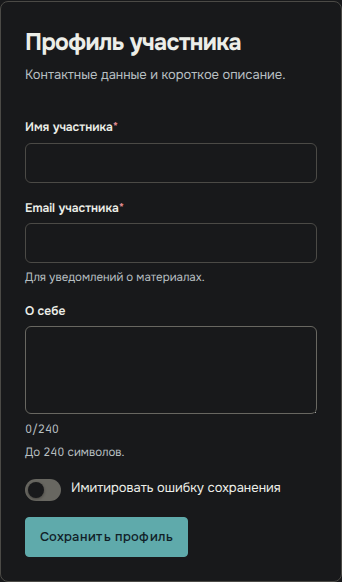 Профиль участника
Контактные данные и короткое описание.
Имя участника*
Email участника*
Для уведомлений о материалах.
О себе
0/240
До 240 символов.
Имитировать ошибку сохранения
Сохранить профиль